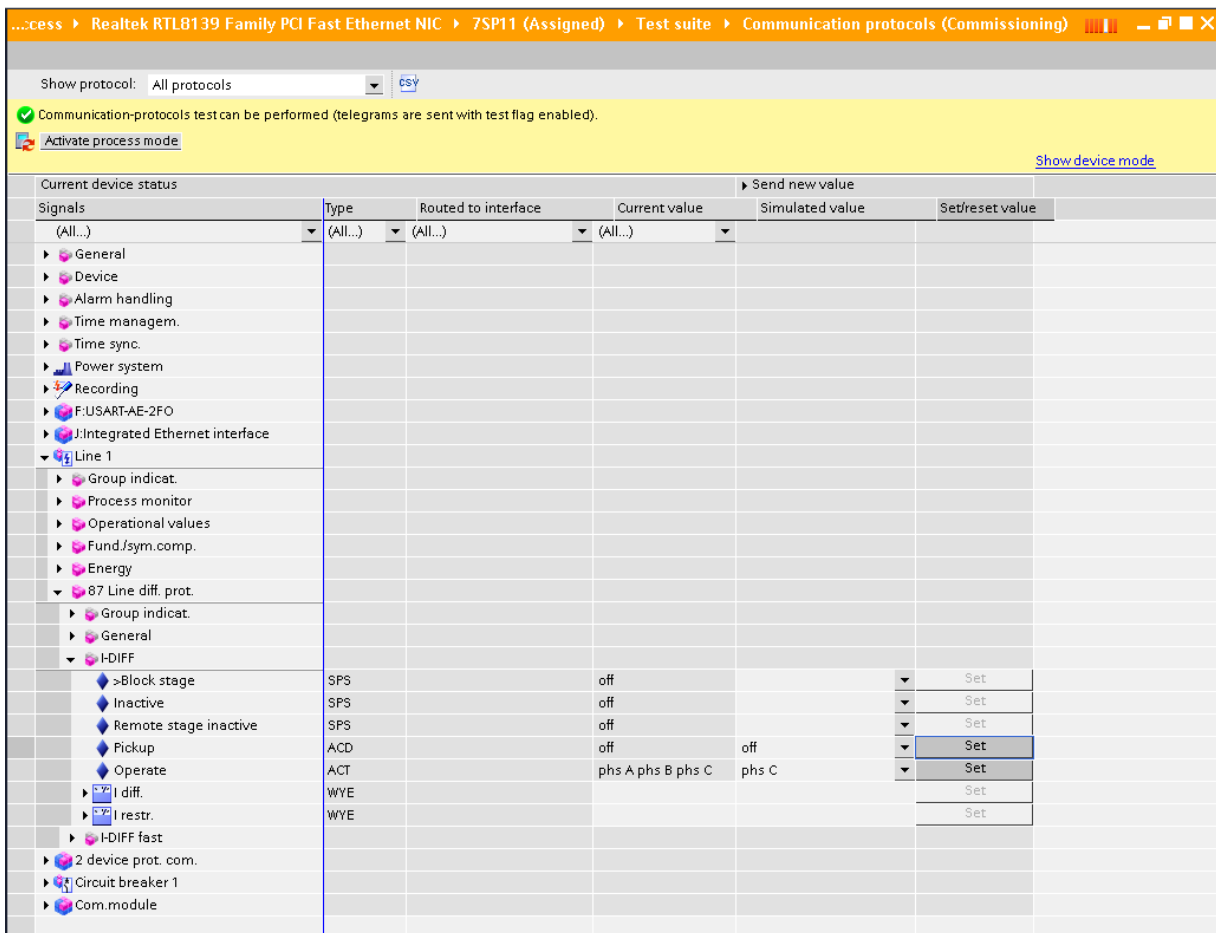 ...:cess ▸ Realtek RTL8139 Family PCI Fast Ethernet NIC ▸ 7SP11 (Assigned) ▸ Test suite ▸ Communication protocols (Commissioning)
Show protocol: All protocols csv
Communication-protocols test can be performed (telegrams are sent with test flag enabled).
Activate process mode
Show device mode
Current device status Send new value
Signals Type Routed to interface Current value Simulated value Set/reset value
(All...) (All...) (All...) (All...)
General
Device
Alarm handling
Time managem.
Time sync.
Power system
Recording
F:USART-AE-2FO
J:Integrated Ethernet interface
Line 1
Group indicat.
Process monitor
Operational values
Fund./sym.comp.
Energy
87 Line diff. prot.
Group indicat.
General
I-DIFF
>Block stage SPS off Set
Inactive SPS off Set
Remote stage inactive SPS off Set
Pickup ACD off off Set
Operate ACT phs A phs B phs C phs C Set
I diff. WYE Set
I restr. WYE Set
I-DIFF fast
2 device prot. com.
Circuit breaker 1
Com.module